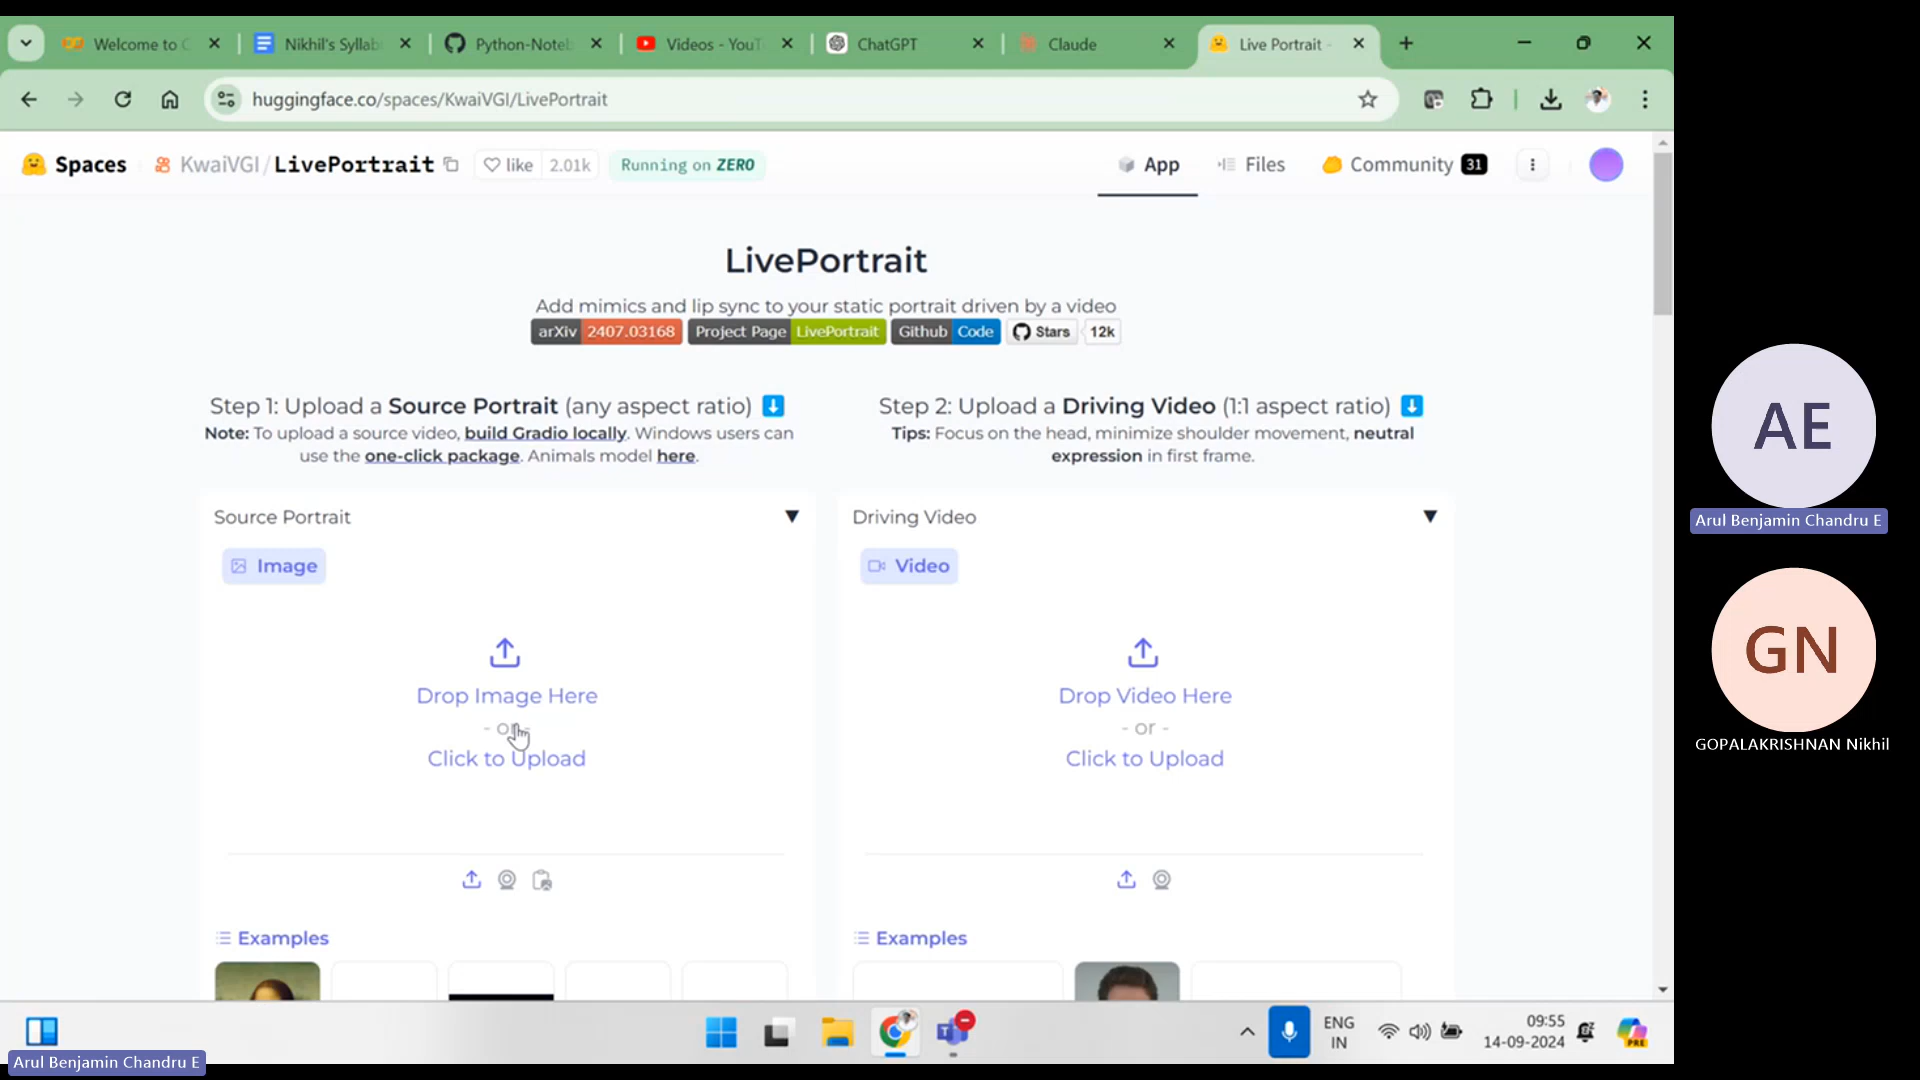 Welcome to C
Nikhil's Syllab
Python-Noteb
Videos - YouT
ChatGPT
Claude
Live Portrait -
huggingface.co/spaces/KwaiVGI/LivePortrait
Spaces
KwaiVGI/LivePortrait
like 2.01k
Running on ZERO
App
Files
Community 31
LivePortrait
Add mimics and lip sync to your static portrait driven by a video
arXiv 2407.03168 Project Page LivePortrait Github Code Stars 12k
Step 1: Upload a Source Portrait (any aspect ratio)
Note: To upload a source video, build Gradio locally. Windows users can
use the one-click package. Animals model here.
Step 2: Upload a Driving Video (1:1 aspect ratio)
Tips: Focus on the head, minimize shoulder movement, neutral
expression in first frame.
Source Portrait
Image
Drop Image Here
- or -
Click to Upload
Examples
Driving Video
Video
Drop Video Here
- or -
Click to Upload
Examples
ENG
IN
09:55
14-09-2024
PRE
Arul Benjamin Chandru E
AE
Arul Benjamin Chandru E
GN
GOPALAKRISHNAN Nikhil